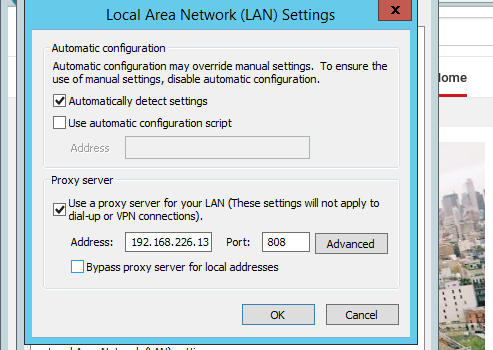 Local Area Network (LAN) Settings
x
Automatic configuration
Automatic configuration may override manual settings. To ensure the
use of manual settings, disable automatic configuration.
Automatically detect settings
Use automatic configuration script
Address
Proxy server
Use a proxy server for your LAN (These settings will not apply to
dial-up or VPN connections).
Address: 192.168.226.13 Port: 808 Advanced
Bypass proxy server for local addresses
OK Cancel
ome